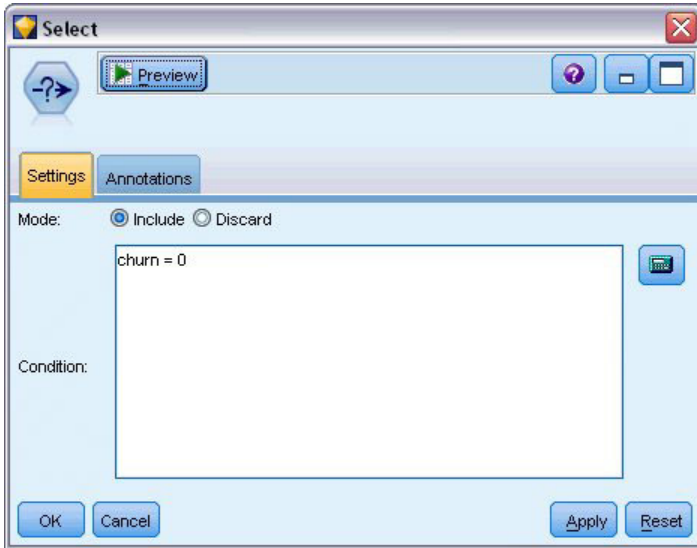 Select
-?➤
Preview
Settings Annotations
Mode: Include Discard
churn = 0
Condition:
OK Cancel Apply Reset